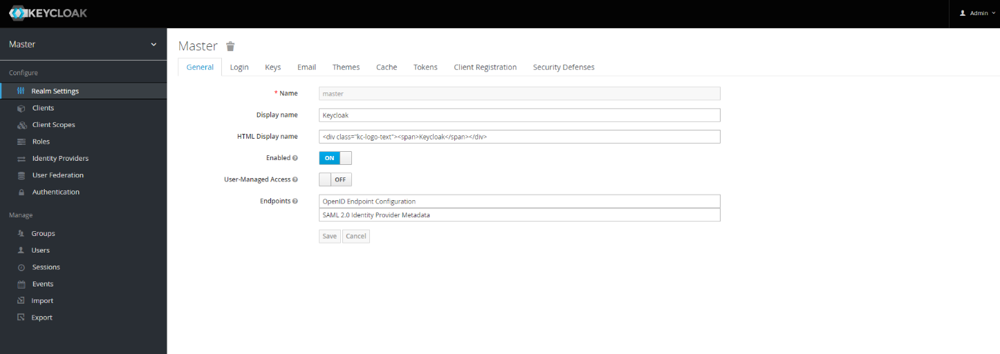 KEYCLOAK
Admin
Master
Configure
Realm Settings
Clients
Client Scopes
Roles
Identity Providers
User Federation
Authentication
Manage
Groups
Users
Sessions
Events
Import
Export
Master
General Login Keys Email Themes Cache Tokens Client Registration Security Defenses
* Name master
Display name Keycloak
HTML Display name <div class="kc-logo-text"><span>Keycloak</span></div>
Enabled ON
User-Managed Access OFF
Endpoints OpenID Endpoint Configuration
SAML 2.0 Identity Provider Metadata
Save Cancel